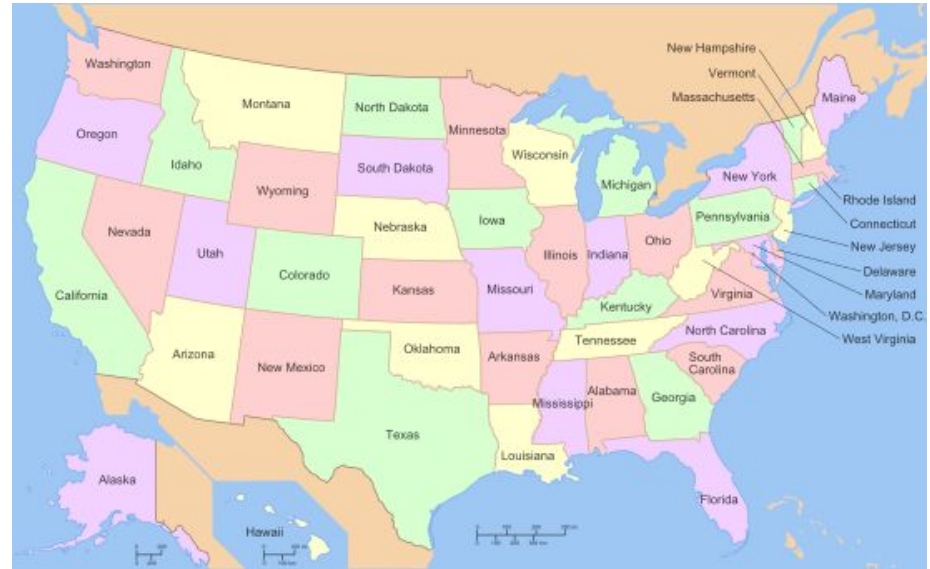 Washington
Oregon
California
Nevada
Idaho
Montana
Wyoming
Utah
Arizona
Colorado
New Mexico
North Dakota
South Dakota
Nebraska
Kansas
Oklahoma
Texas
Minnesota
Iowa
Missouri
Arkansas
Louisiana
Wisconsin
Illinois
Michigan
Indiana
Ohio
Kentucky
Tennessee
Mississippi
Alabama
Georgia
Florida
South
Carolina
North Carolina
Virginia
Pennsylvania
New York
Maine
New Hampshire
Vermont
Massachusetts
Rhode Island
Connecticut
New Jersey
Delaware
Maryland
Washington, D.C.
West Virginia
Alaska
Hawaii